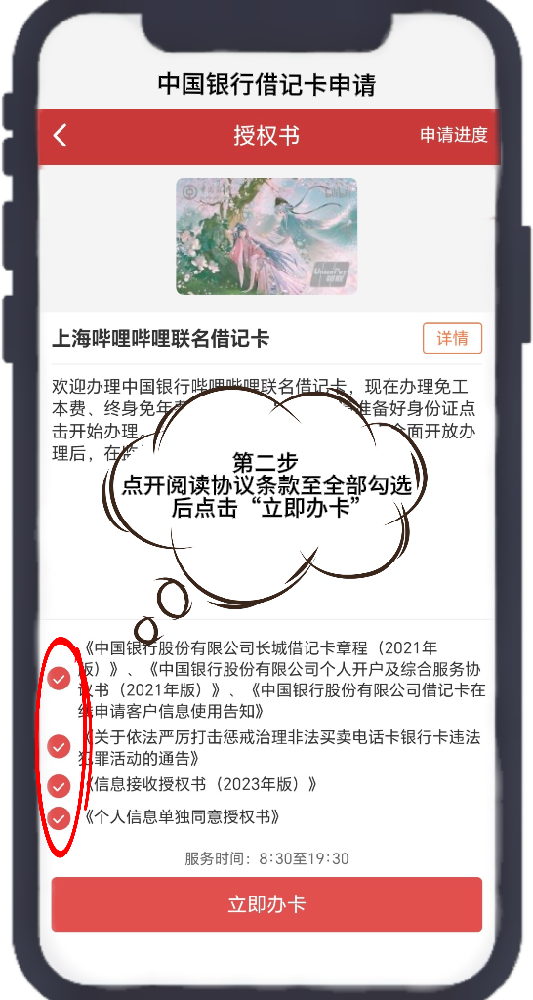 中国银行借记卡申请
授权书
申请进度
UnionPay
银联
上海哔哩哔哩联名借记卡
详情
欢迎办理中国银行哔哩哔哩联名借记卡，现在办理免工
本费、终身免年
准备好身份证点
击开始办理。
全面开放办
理后，在
第二步
点开阅读协议条款至全部勾选
后点击“立即办卡”
《中国银行股份有限公司长城借记卡章程（2021年
版）》、《中国银行股份有限公司个人开户及综合服务协
议书（2021年版）》、《中国银行股份有限公司借记卡在
线申请客户信息使用告知》
《关于依法严厉打击惩戒治理非法买卖电话卡银行卡违法
犯罪活动的通告》
《信息接收授权书（2023年版）》
《个人信息单独同意授权书》
服务时间：8:30至19:30
立即办卡